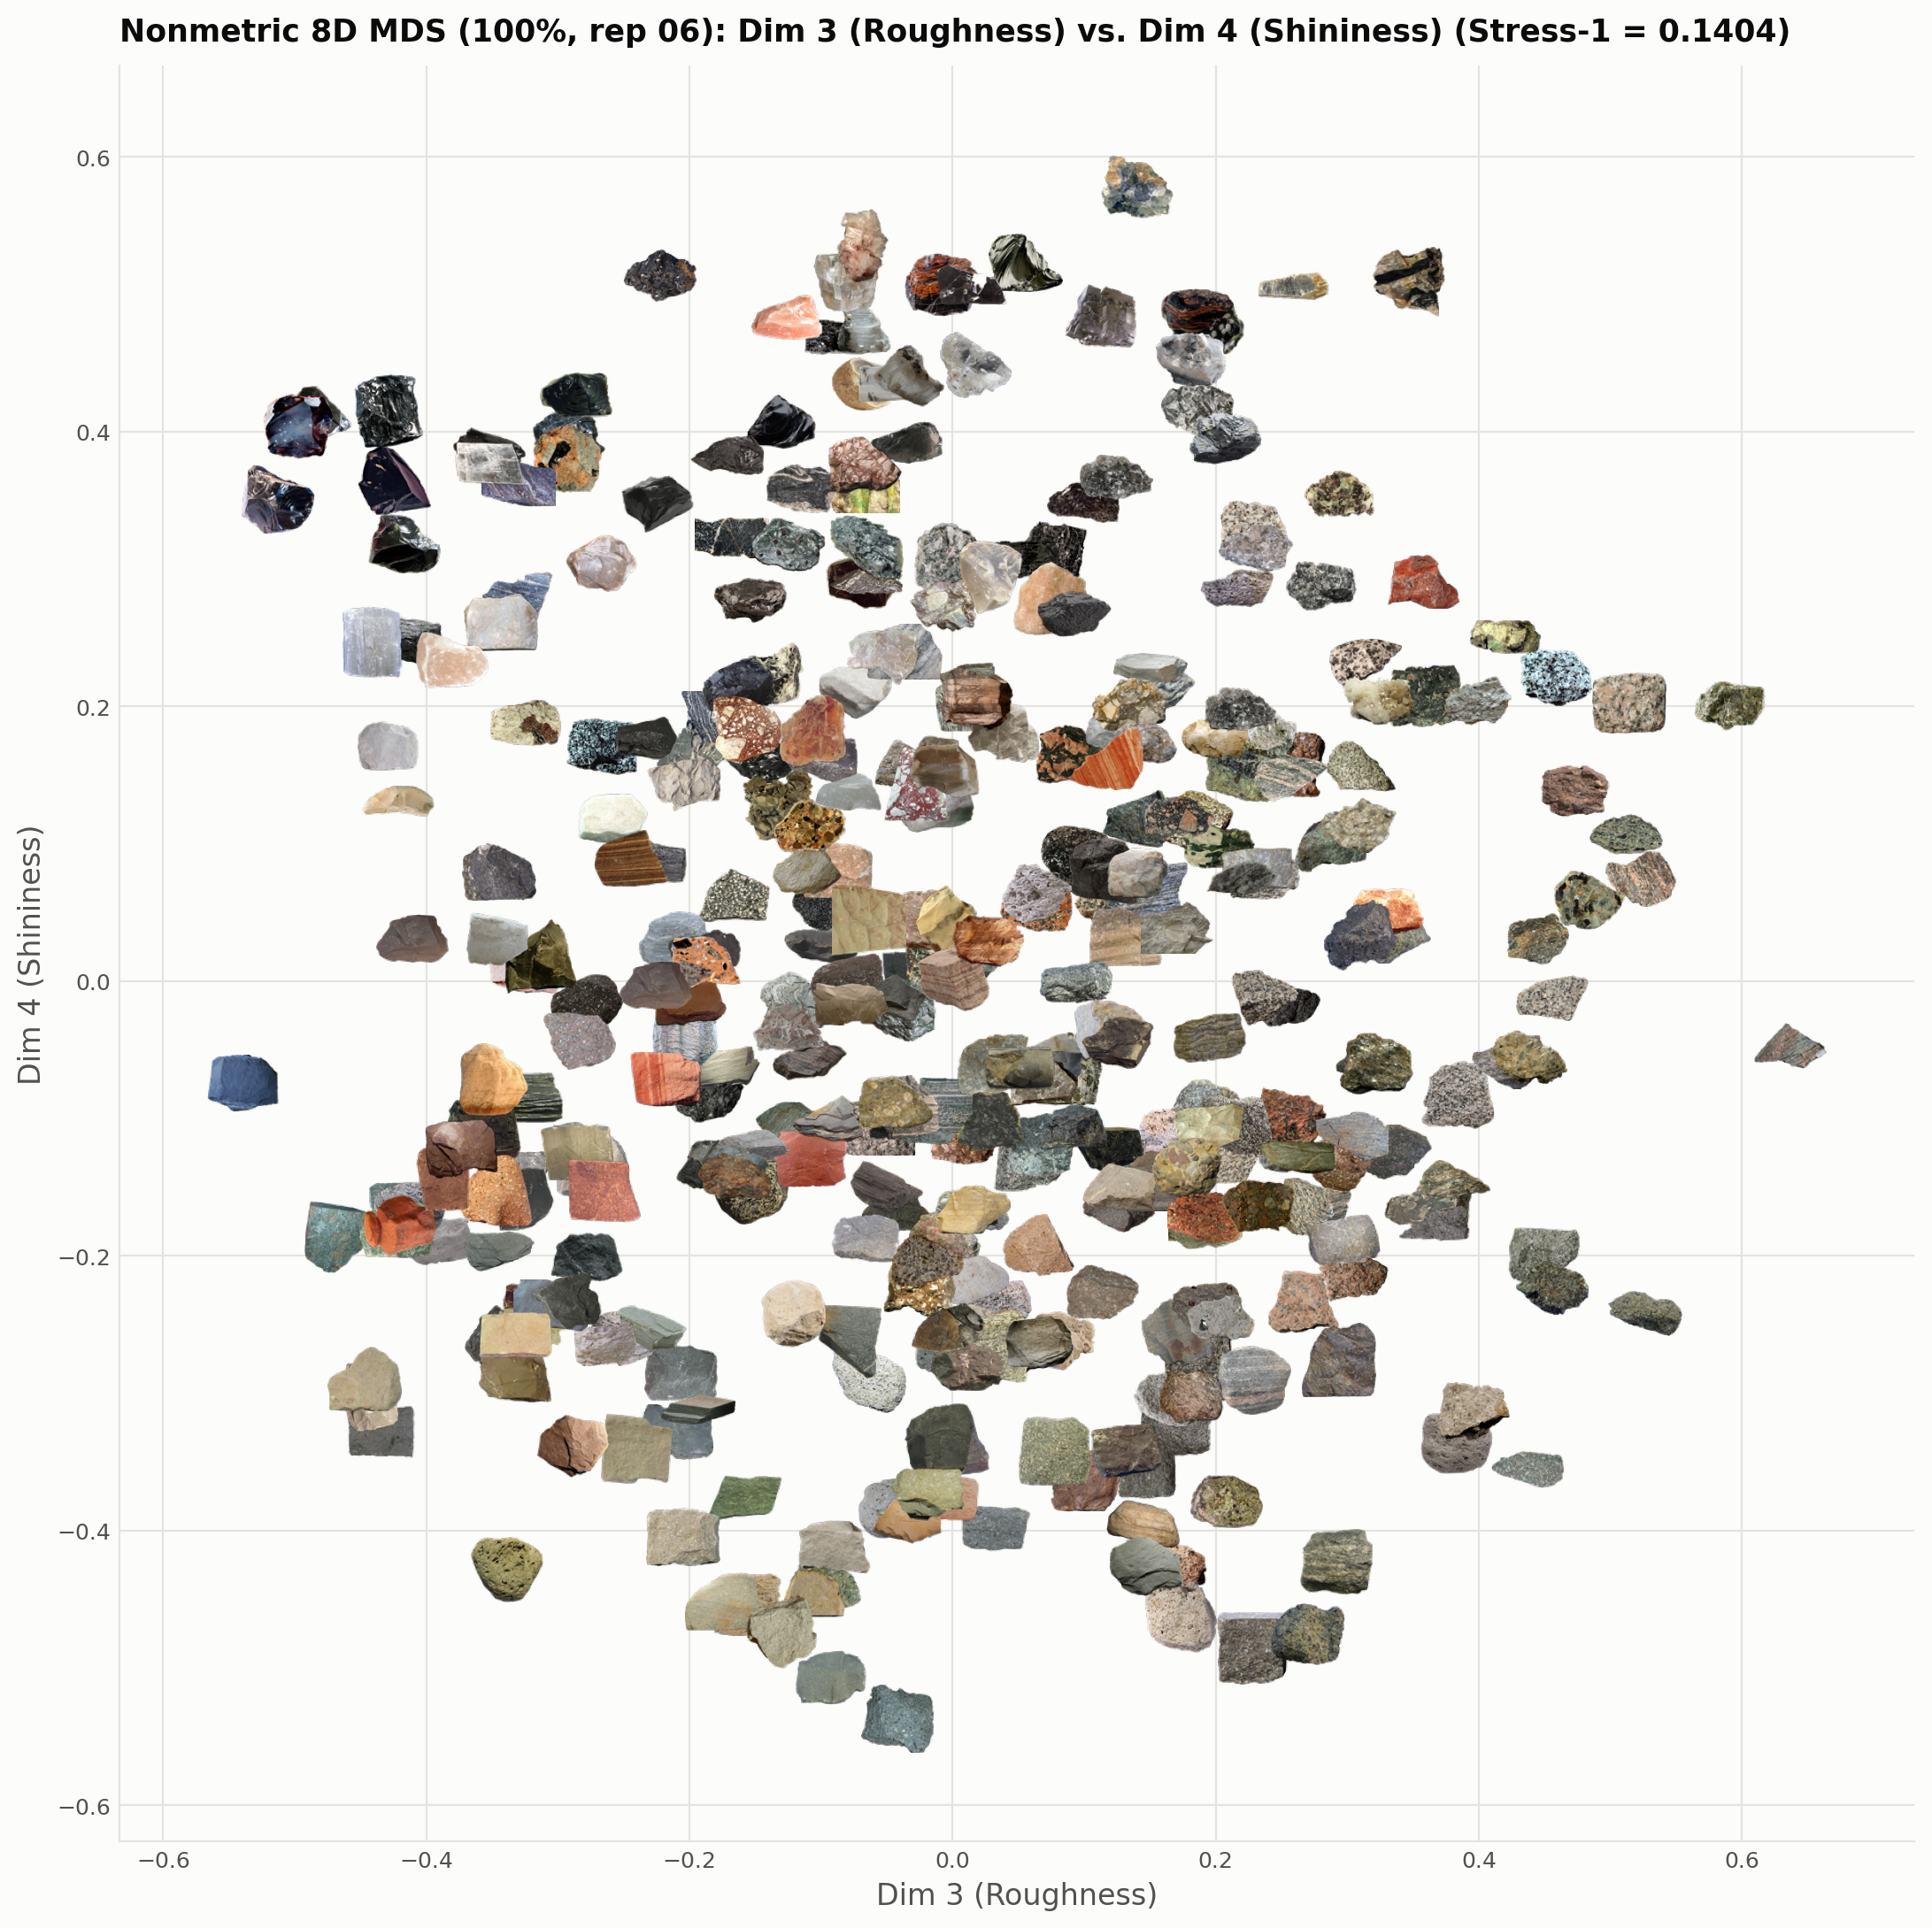 Nonmetric 8D MDS (100%, rep 06): Dim 3 (Roughness) vs. Dim 4 (Shininess) (Stress-1 = 0.1404)
0.6
0.4
0.2
0.0
−0.2
−0.4
−0.6
Dim 4 (Shininess)
−0.6 −0.4 −0.2 0.0 0.2 0.4 0.6
Dim 3 (Roughness)